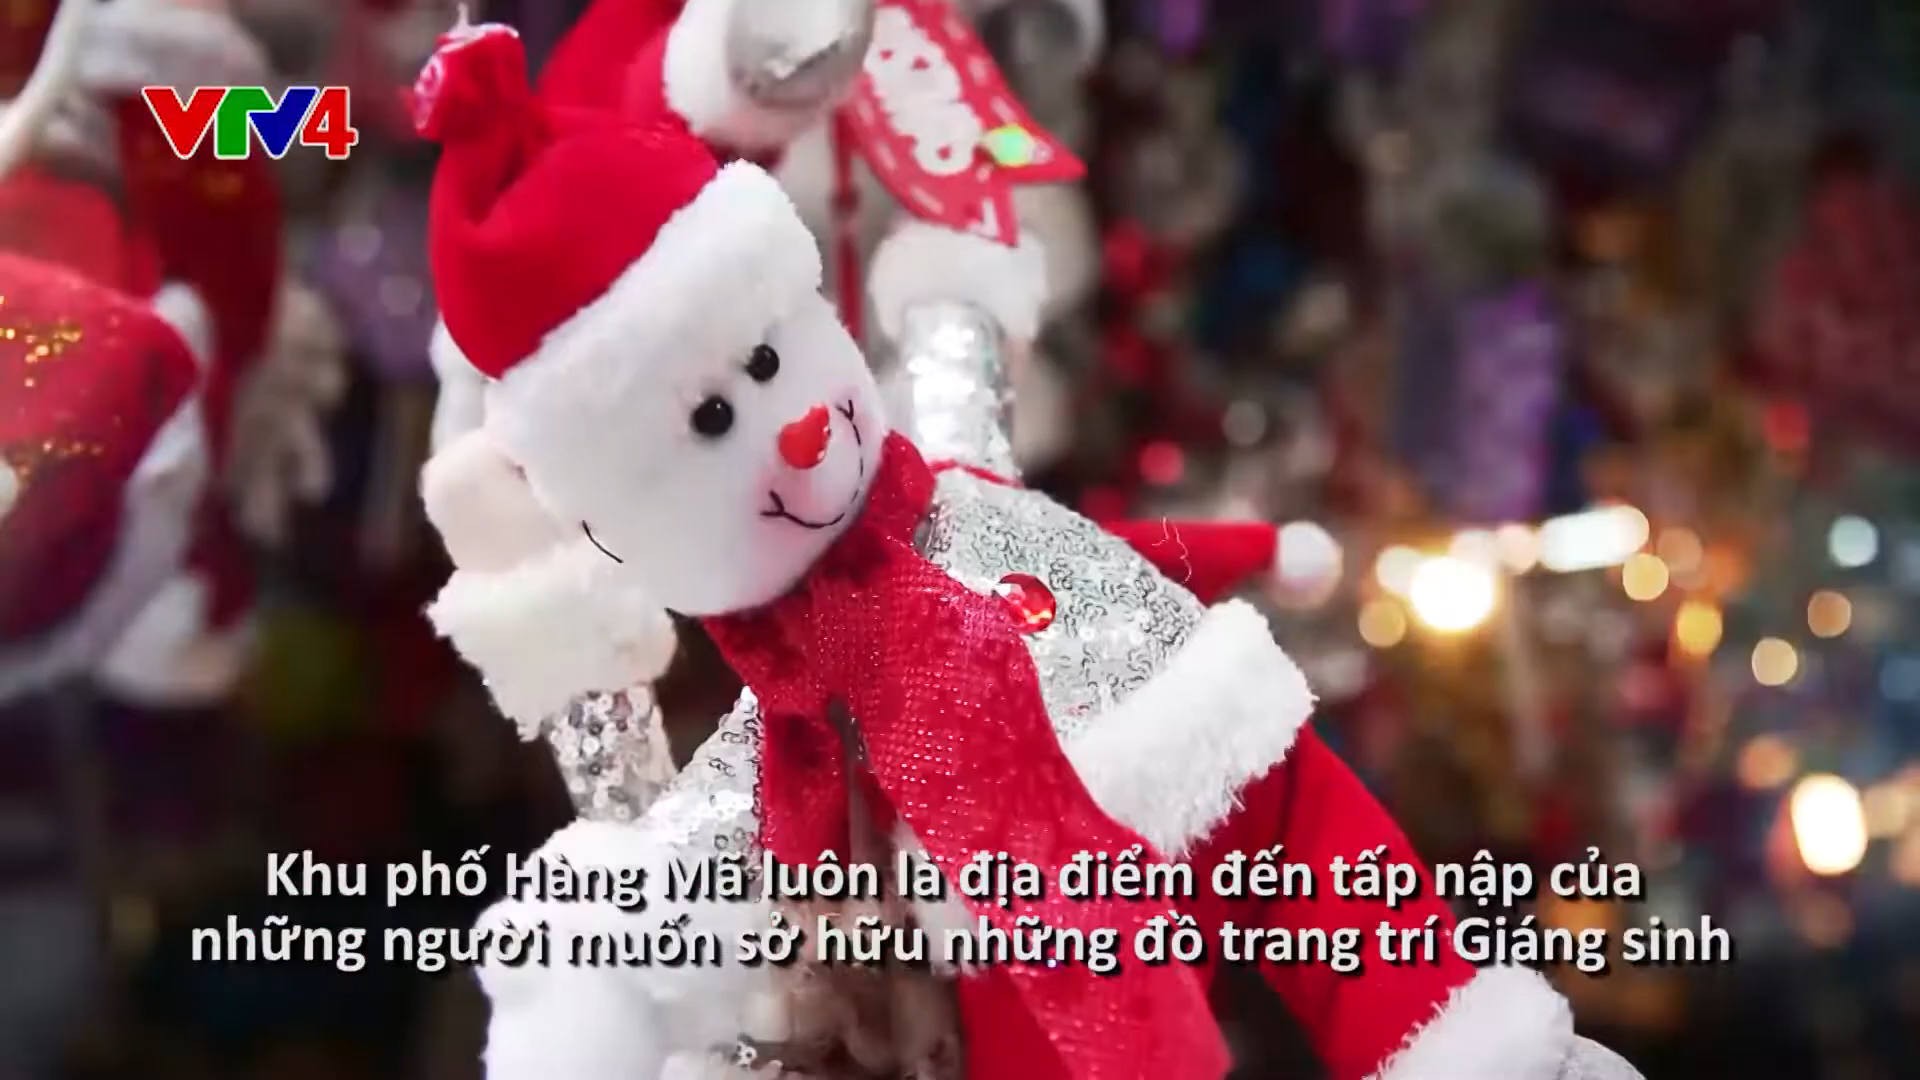 VTV4
Khu phố Hàng Mã luôn là địa điểm đến tấp nập của
những người muốn sở hữu những đồ trang trí Giáng sinh